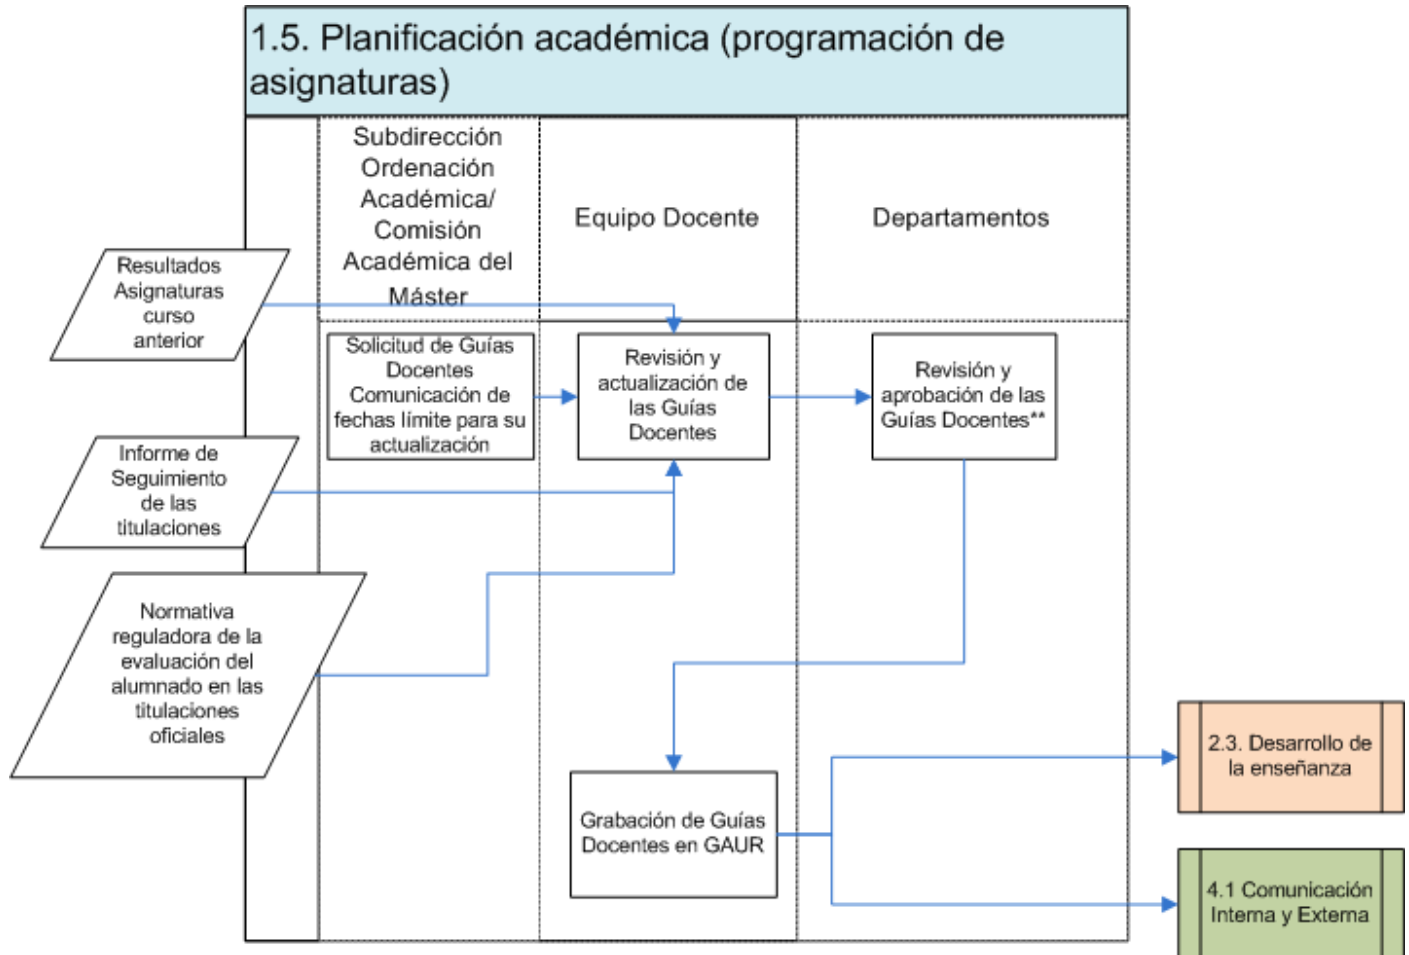 1.5. Planificación académica (programación de
asignaturas)
Subdirección
Ordenación
Académica/
Comisión
Académica del
Máster
Equipo Docente
Departamentos
Resultados
Asignaturas
curso
anterior
Solicitud de Guías
Docentes
Comunicación de
fechas límite para su
actualización
Revisión y
actualización de
las Guías
Docentes
Revisión y
aprobación de las
Guías Docentes**
Informe de
Seguimiento
de las
titulaciones
Normativa
reguladora de la
evaluación del
alumnado en las
titulaciones
oficiales
Grabación de Guías
Docentes en GAUR
2.3. Desarrollo de
la enseñanza
4.1 Comunicación
Interna y Externa